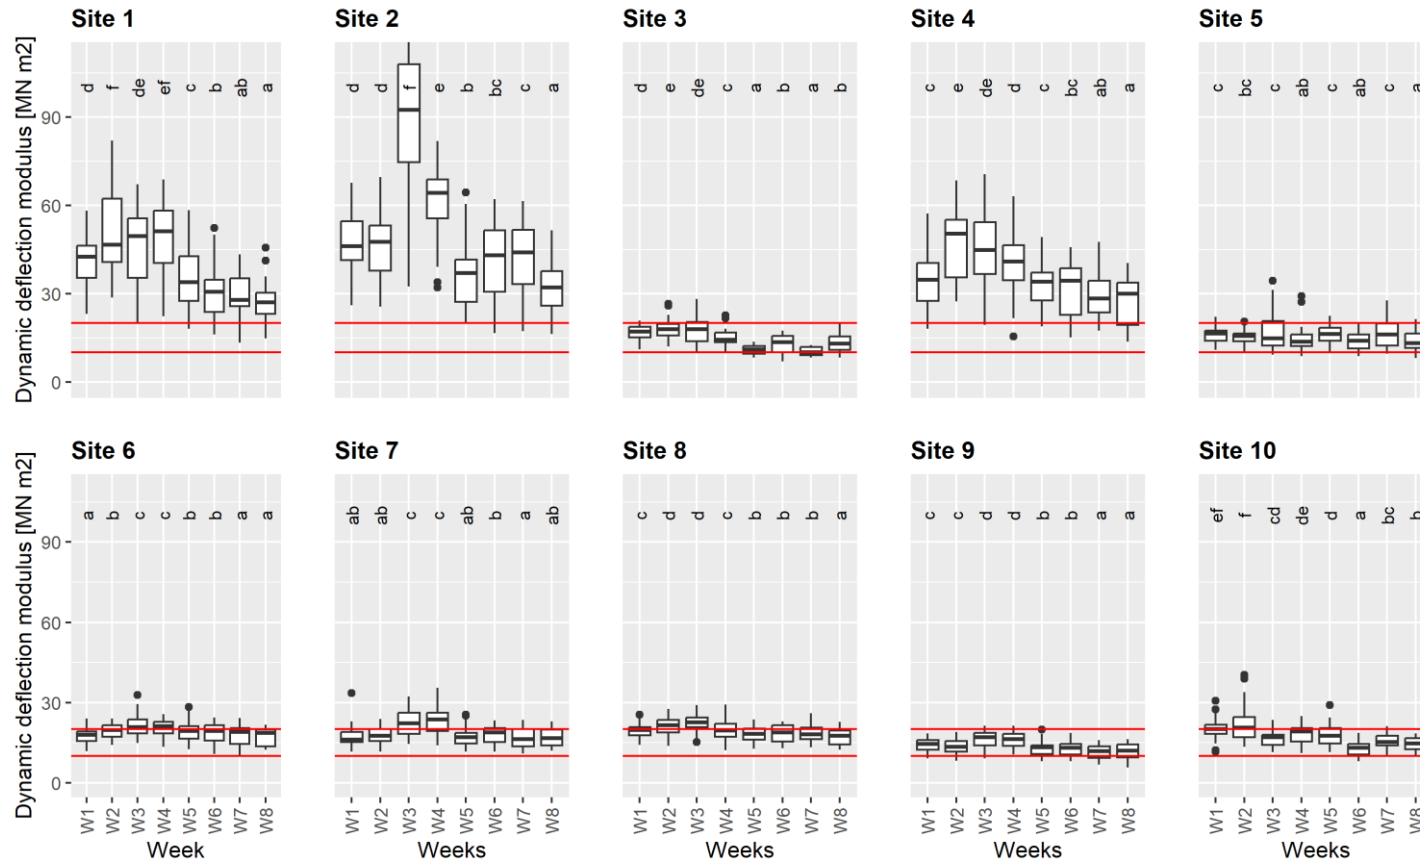 Site 1 Site 2 Site 3 Site 4 Site 5
Dynamic deflection modulus [MN m2]
d f de ef c b ab a
d d f e b bc c a
d e de c a b a b
c e de d c bc ab a
c bc c ab c ab c a
90
60
30
0
Site 6 Site 7 Site 8 Site 9 Site 10
Dynamic deflection modulus [MN m2]
a b c c b b a a
ab ab c c ab b a ab
c d d c b b b a
c c d d b b a a
ef f cd de d a bc b
90
60
30
0
W1 W2 W3 W4 W5 W6 W7 W8
W1 W2 W3 W4 W5 W6 W7 W8
W1 W2 W3 W4 W5 W6 W7 W8
W1 W2 W3 W4 W5 W6 W7 W8
W1 W2 W3 W4 W5 W6 W7 W8
Week Weeks Weeks Weeks Weeks